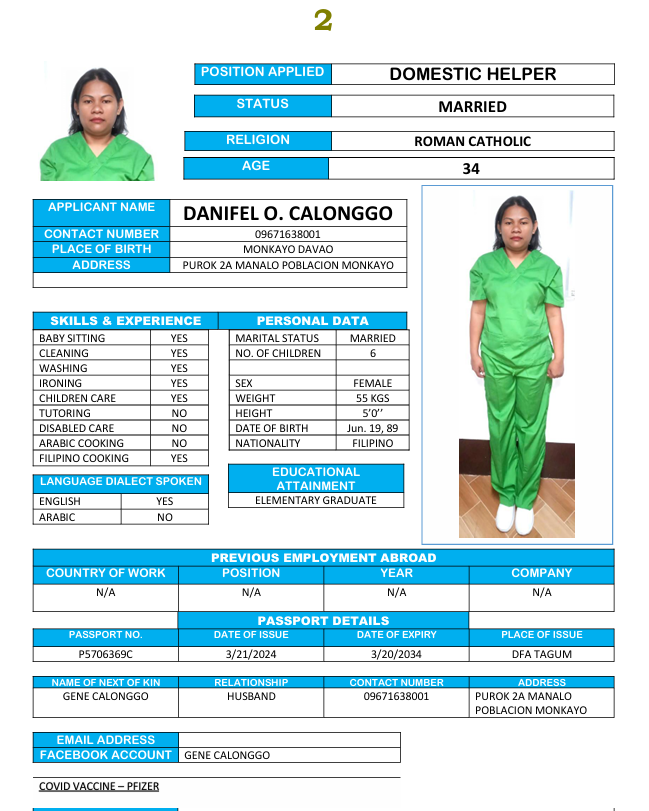 2
POSITION APPLIED DOMESTIC HELPER
STATUS MARRIED
RELIGION ROMAN CATHOLIC
AGE 34
APPLICANT NAME DANIFEL O. CALONGGO
CONTACT NUMBER 09671638001
PLACE OF BIRTH MONKAYO DAVAO
ADDRESS PUROK 2A MANALO POBLACION MONKAYO
SKILLS & EXPERIENCE PERSONAL DATA
BABY SITTING YES MARITAL STATUS MARRIED
CLEANING YES NO. OF CHILDREN 6
WASHING YES
IRONING YES SEX FEMALE
CHILDREN CARE YES WEIGHT 55 KGS
TUTORING NO HEIGHT 5’0’’
DISABLED CARE NO DATE OF BIRTH Jun. 19, 89
ARABIC COOKING NO NATIONALITY FILIPINO
FILIPINO COOKING YES
LANGUAGE DIALECT SPOKEN
ENGLISH YES
ARABIC NO
EDUCATIONAL
ATTAINMENT
ELEMENTARY GRADUATE
PREVIOUS EMPLOYMENT ABROAD
COUNTRY OF WORK POSITION YEAR COMPANY
N/A N/A N/A N/A
PASSPORT DETAILS
PASSPORT NO. DATE OF ISSUE DATE OF EXPIRY PLACE OF ISSUE
P5706369C 3/21/2024 3/20/2034 DFA TAGUM
NAME OF NEXT OF KIN RELATIONSHIP CONTACT NUMBER ADDRESS
GENE CALONGGO HUSBAND 09671638001 PUROK 2A MANALO
POBLACION MONKAYO
EMAIL ADDRESS
FACEBOOK ACCOUNT GENE CALONGGO
COVID VACCINE – PFIZER